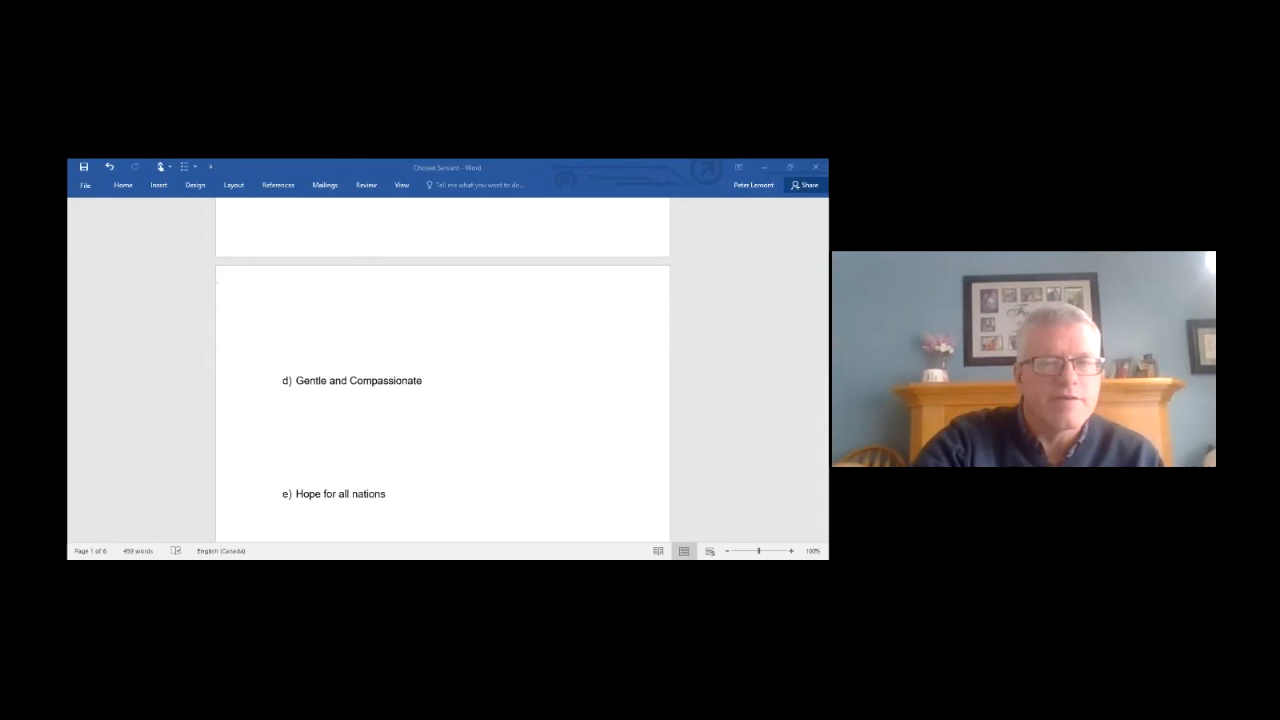 Chosen Servant - Word
File Home Insert Design Layout References Mailings Review View Tell me what you want to do... Peter Lemont Share
d) Gentle and Compassionate
e) Hope for all nations
Page 1 of 6 459 words English (Canada) 100%